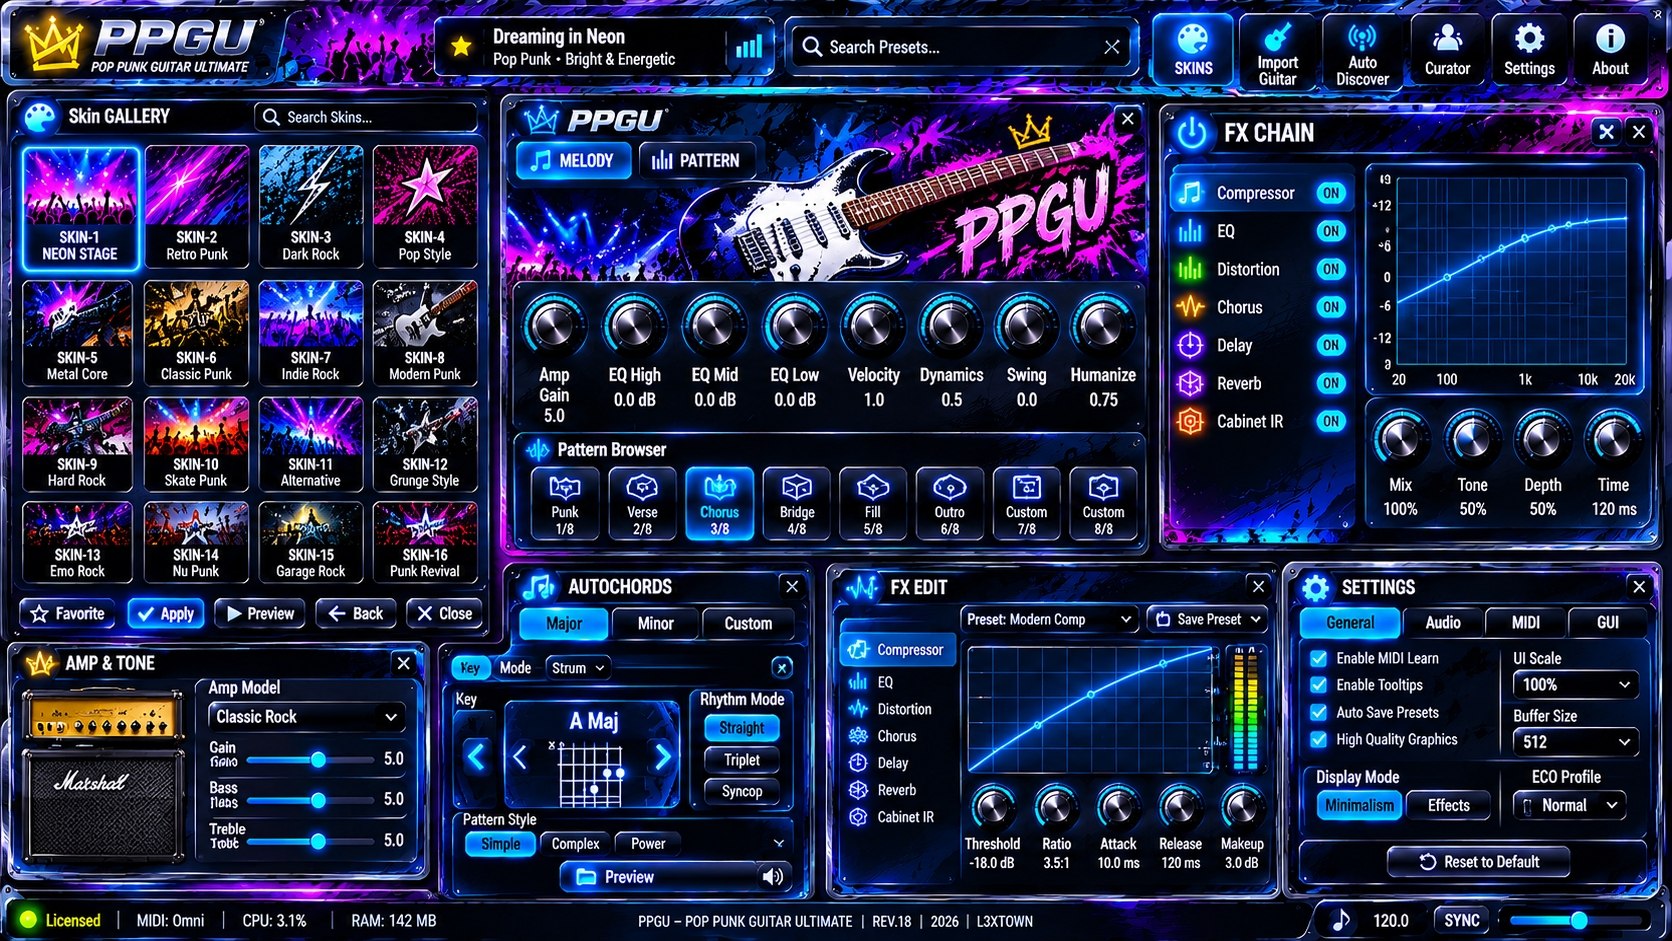 PPGU
POP PUNK GUITAR ULTIMATE
Dreaming in Neon
Pop Punk • Bright & Energetic
Search Presets...
SKINS
Import Guitar
Auto Discover
Curator
Settings
About
Skin GALLERY
Search Skins...
SKIN-1
NEON STAGE
SKIN-2
Retro Punk
SKIN-3
Dark Rock
SKIN-4
Pop Style
SKIN-5
Metal Core
SKIN-6
Classic Punk
SKIN-7
Indie Rock
SKIN-8
Modern Punk
SKIN-9
Hard Rock
SKIN-10
Skate Punk
SKIN-11
Alternative
SKIN-12
Grunge Style
SKIN-13
Emo Rock
SKIN-14
Nu Punk
SKIN-15
Garage Rock
SKIN-16
Punk Revival
Favorite
Apply
Preview
Back
Close
PPGU
MELODY
PATTERN
PPGU
Amp Gain
5.0
EQ High
0.0 dB
EQ Mid
0.0 dB
EQ Low
0.0 dB
Velocity
1.0
Dynamics
0.5
Swing
0.0
Humanize
0.75
Pattern Browser
Punk
1/8
Verse
2/8
Chorus
3/8
Bridge
4/8
Fill
5/8
Outro
6/8
Custom
7/8
Custom
8/8
FX CHAIN
Compressor ON
EQ ON
Distortion ON
Chorus ON
Delay ON
Reverb ON
Cabinet IR ON
+12
0
-6
-12
20 100 1k 10k 20k
Mix
100%
Tone
50%
Depth
50%
Time
120 ms
AMP & TONE
Marshall
Amp Model
Classic Rock
Gain 5.0
Bass 5.0
Treble 5.0
AUTOCHORDS
Major
Minor
Custom
Key
Mode
Strum
Key
A Maj
Rhythm Mode
Straight
Triplet
Syncop
Pattern Style
Simple
Complex
Power
Preview
FX EDIT
Preset: Modern Comp
Save Preset
Compressor
EQ
Distortion
Chorus
Delay
Reverb
Cabinet IR
Threshold
-18.0 dB
Ratio
3.5:1
Attack
10.0 ms
Release
120 ms
Makeup
3.0 dB
SETTINGS
General
Audio
MIDI
GUI
Enable MIDI Learn
Enable Tooltips
Auto Save Presets
High Quality Graphics
UI Scale
100%
Buffer Size
512
Display Mode
Minimalism
Effects
ECO Profile
Normal
Reset to Default
Licensed | MIDI: Omni | CPU: 3.1% | RAM: 142 MB
PPGU – POP PUNK GUITAR ULTIMATE | REV.18 | 2026 | L3XTOWN
120.0
SYNC